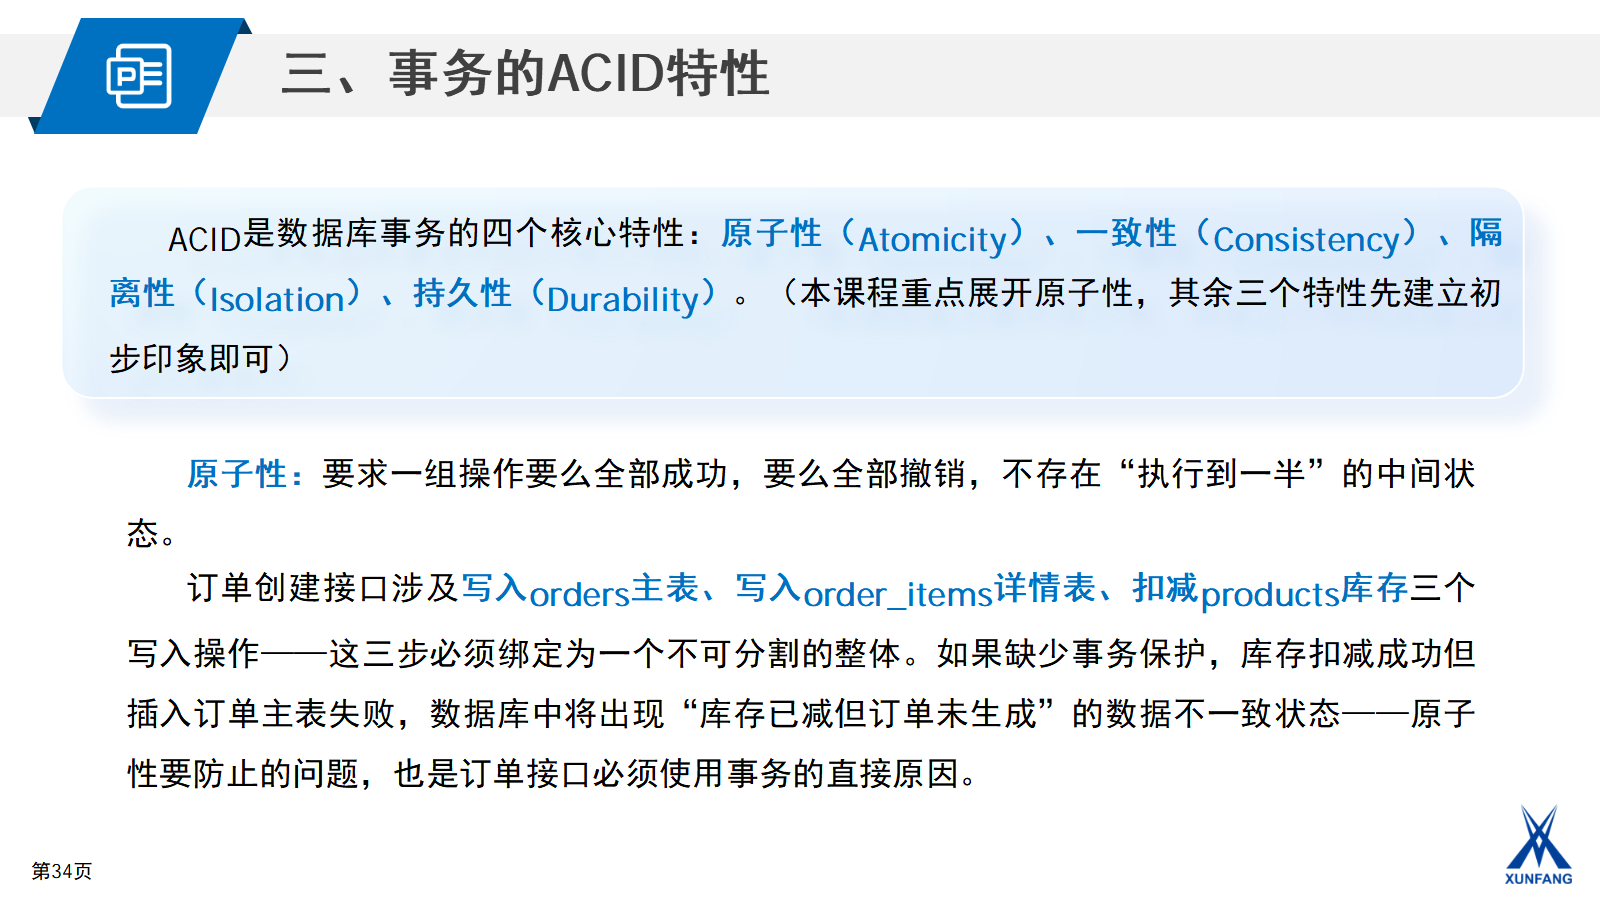 三、事务的ACID特性
ACID是数据库事务的四个核心特性：原子性（Atomicity）、一致性（Consistency）、隔
离性（Isolation）、持久性（Durability）。（本课程重点展开原子性，其余三个特性先建立初
步印象即可）
原子性：要求一组操作要么全部成功，要么全部撤销，不存在“执行到一半”的中间状
态。
订单创建接口涉及写入orders主表、写入order_items详情表、扣减products库存三个
写入操作——这三步必须绑定为一个不可分割的整体。如果缺少事务保护，库存扣减成功但
插入订单主表失败，数据库中将出现“库存已减但订单未生成”的数据不一致状态——原子
性要防止的问题，也是订单接口必须使用事务的直接原因。
第34页
XUNFANG